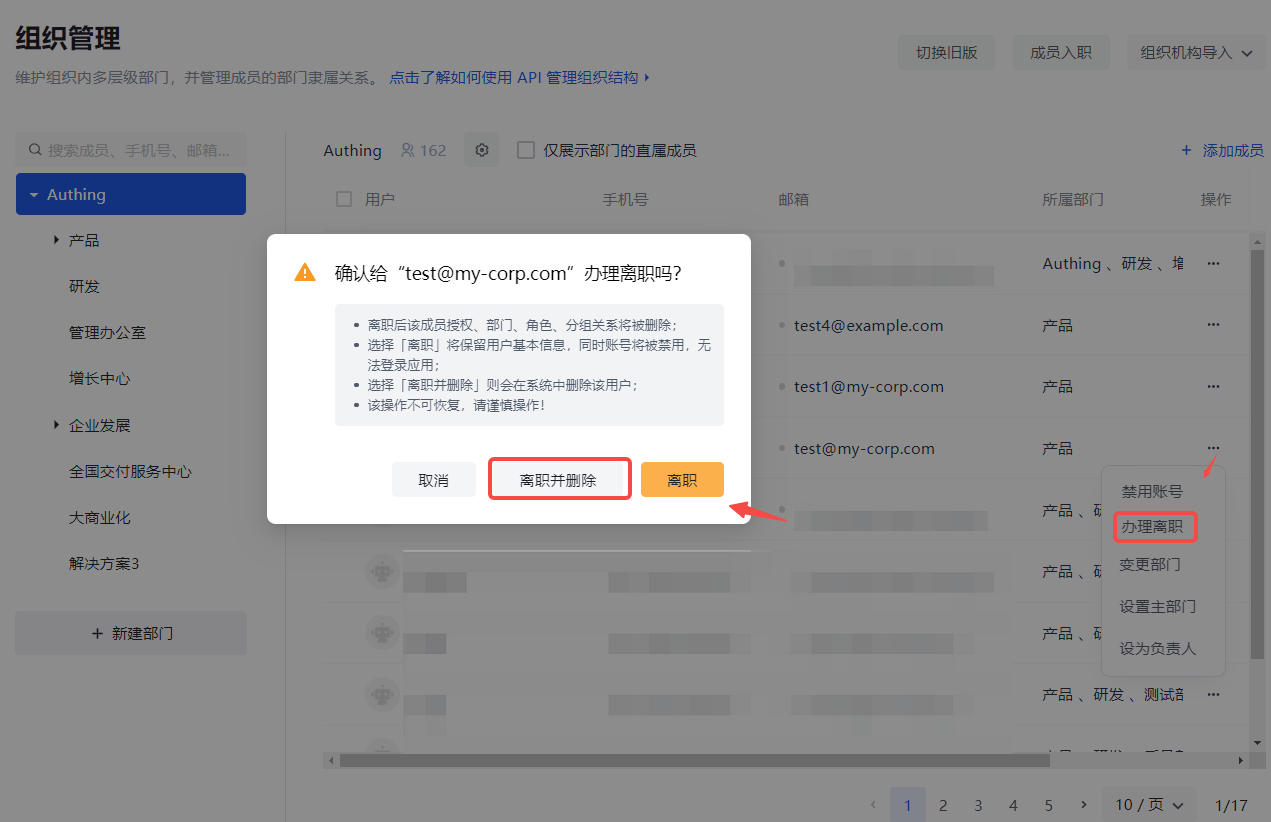 组织管理
维护组织内多层级部门，并管理成员的部门隶属关系。 点击了解如何使用 API 管理组织结构
切换旧版
成员入职
组织机构导入
搜索成员、手机号、邮箱...
Authing
产品
研发
管理办公室
增长中心
企业发展
全国交付服务中心
大商业化
解决方案3
+ 新建部门
Authing 162 仅展示部门的直属成员
+ 添加成员
用户 手机号 邮箱 所属部门 操作
Authing 、研发 、增 ···
test4@example.com 产品 ···
test1@my-corp.com 产品 ···
test@my-corp.com 产品 ···
产品 、研
产品 、研
产品 、研
产品 、研发 、测试部 ···
禁用账号
办理离职
变更部门
设置主部门
设为负责人
确认给“test@my-corp.com”办理离职吗？
• 离职后该成员授权、部门、角色、分组关系将被删除；
• 选择「离职」将保留用户基本信息，同时账号将被禁用，无
法登录应用；
• 选择「离职并删除」则会在系统中删除该用户；
• 该操作不可恢复，请谨慎操作！
取消
离职并删除
离职
1 2 3 4 5 10 / 页 1/17